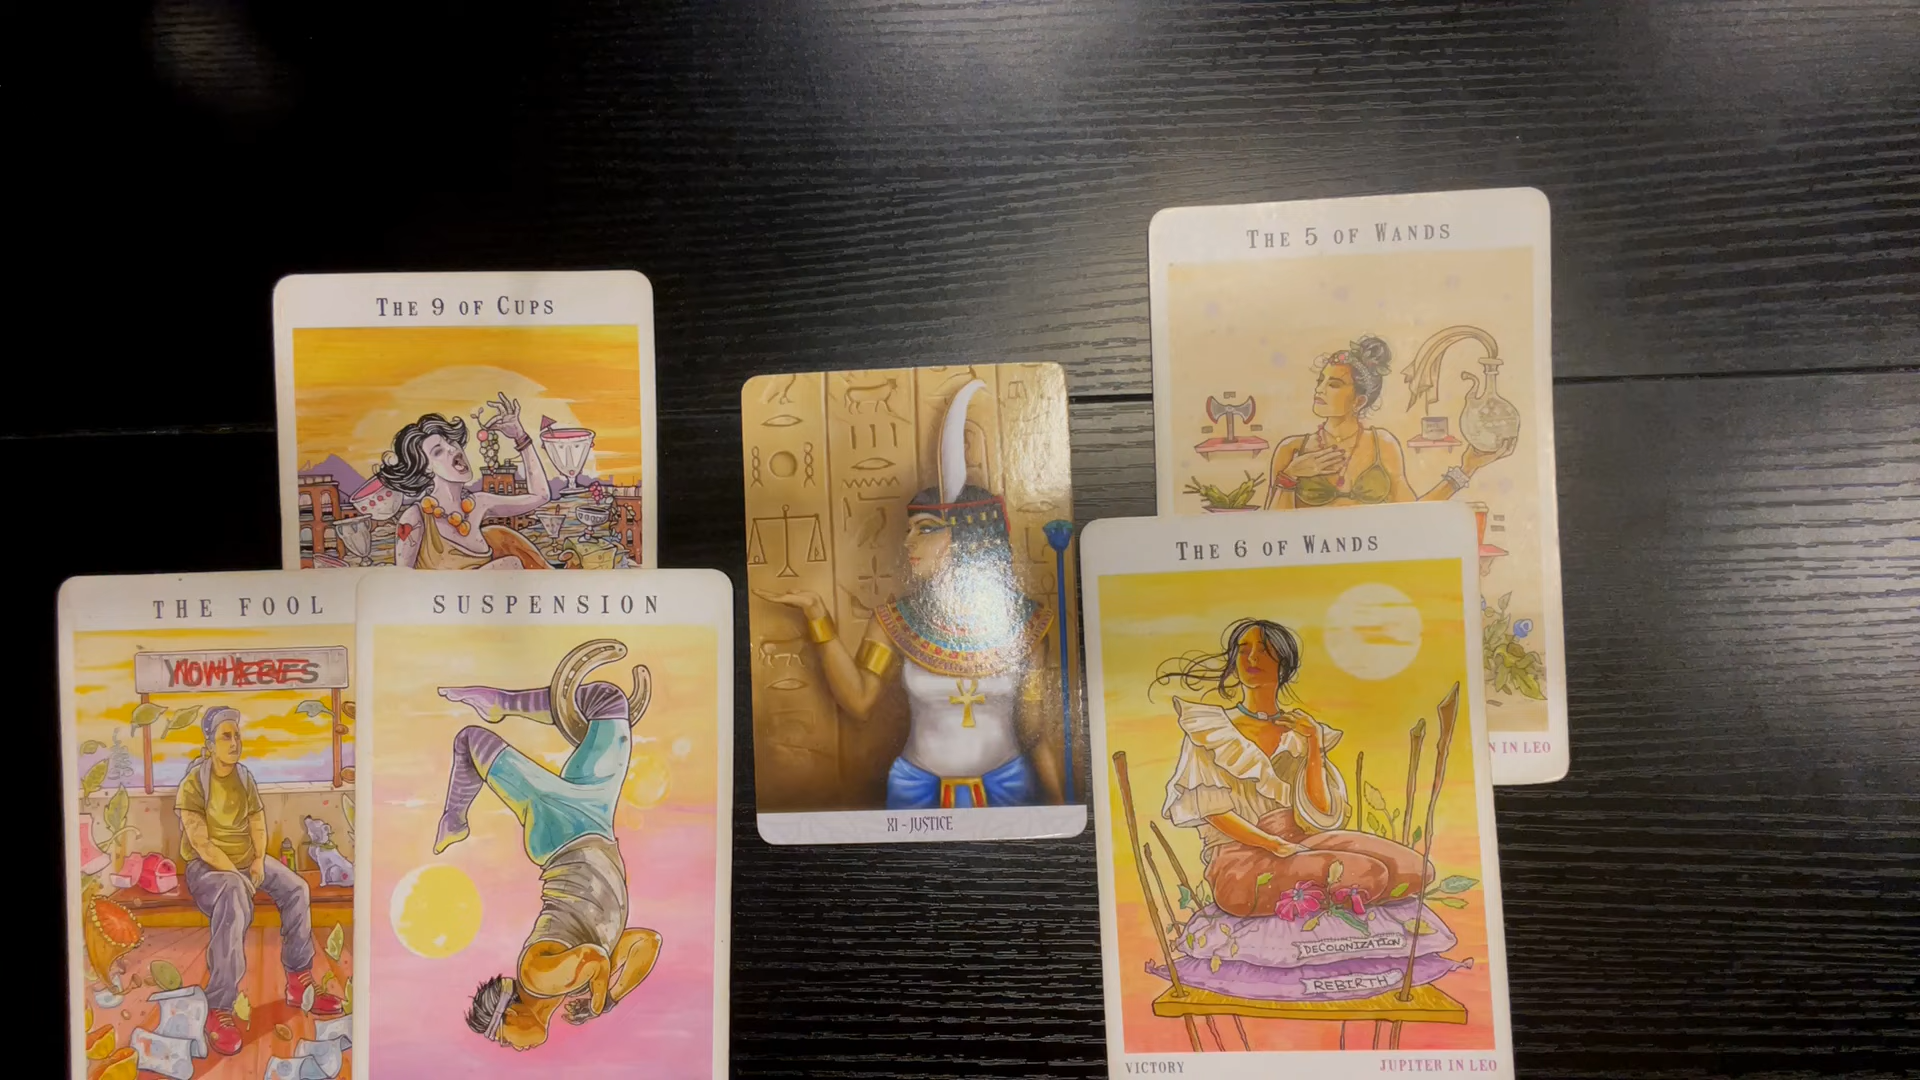 THE 9 OF CUPS
THE FOOL
SUSPENSION
XI - JUSTICE
THE 5 OF WANDS
N IN LEO
THE 6 OF WANDS
DECOLONIZATION
REBIRTH
VICTORY
JUPITER IN LEO